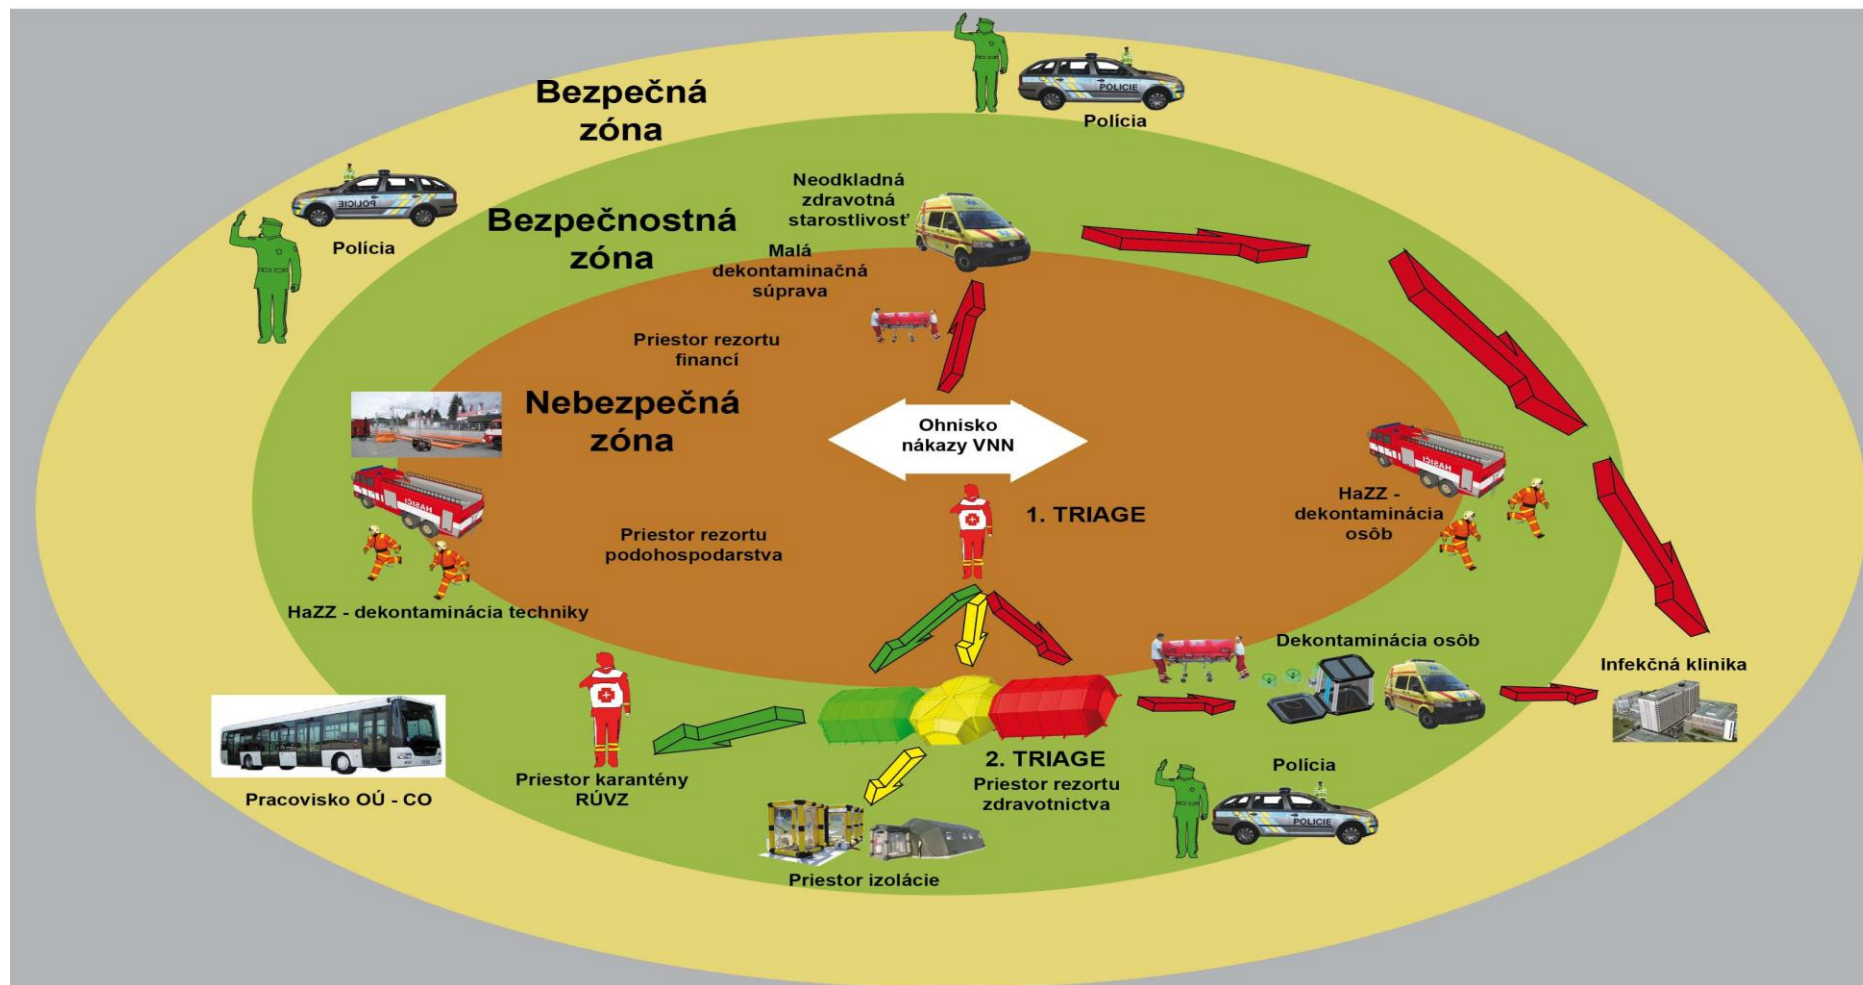 Bezpečná
zóna
POLICIE
Polícia
POLICIE
Polícia
Bezpečnostná
zóna
Neodkladná
zdravotná
starostlivosť
Malá
dekontaminačná
súprava
Priestor rezortu
financí
Nebezpečná
zóna
Ohnisko
nákazy VNN
HASIČI
HASIČI
1. TRIAGE
HaZZ -
dekontaminácia
osôb
Priestor rezortu
podohospodarstva
HaZZ - dekontaminácia techniky
Dekontaminácia osôb
Infekčná klinika
2. TRIAGE
Priestor rezortu
zdravotnictva
Priestor karantény
RÚVZ
Pracovisko OÚ - CO
Polícia
POLICIE
Priestor izolácie